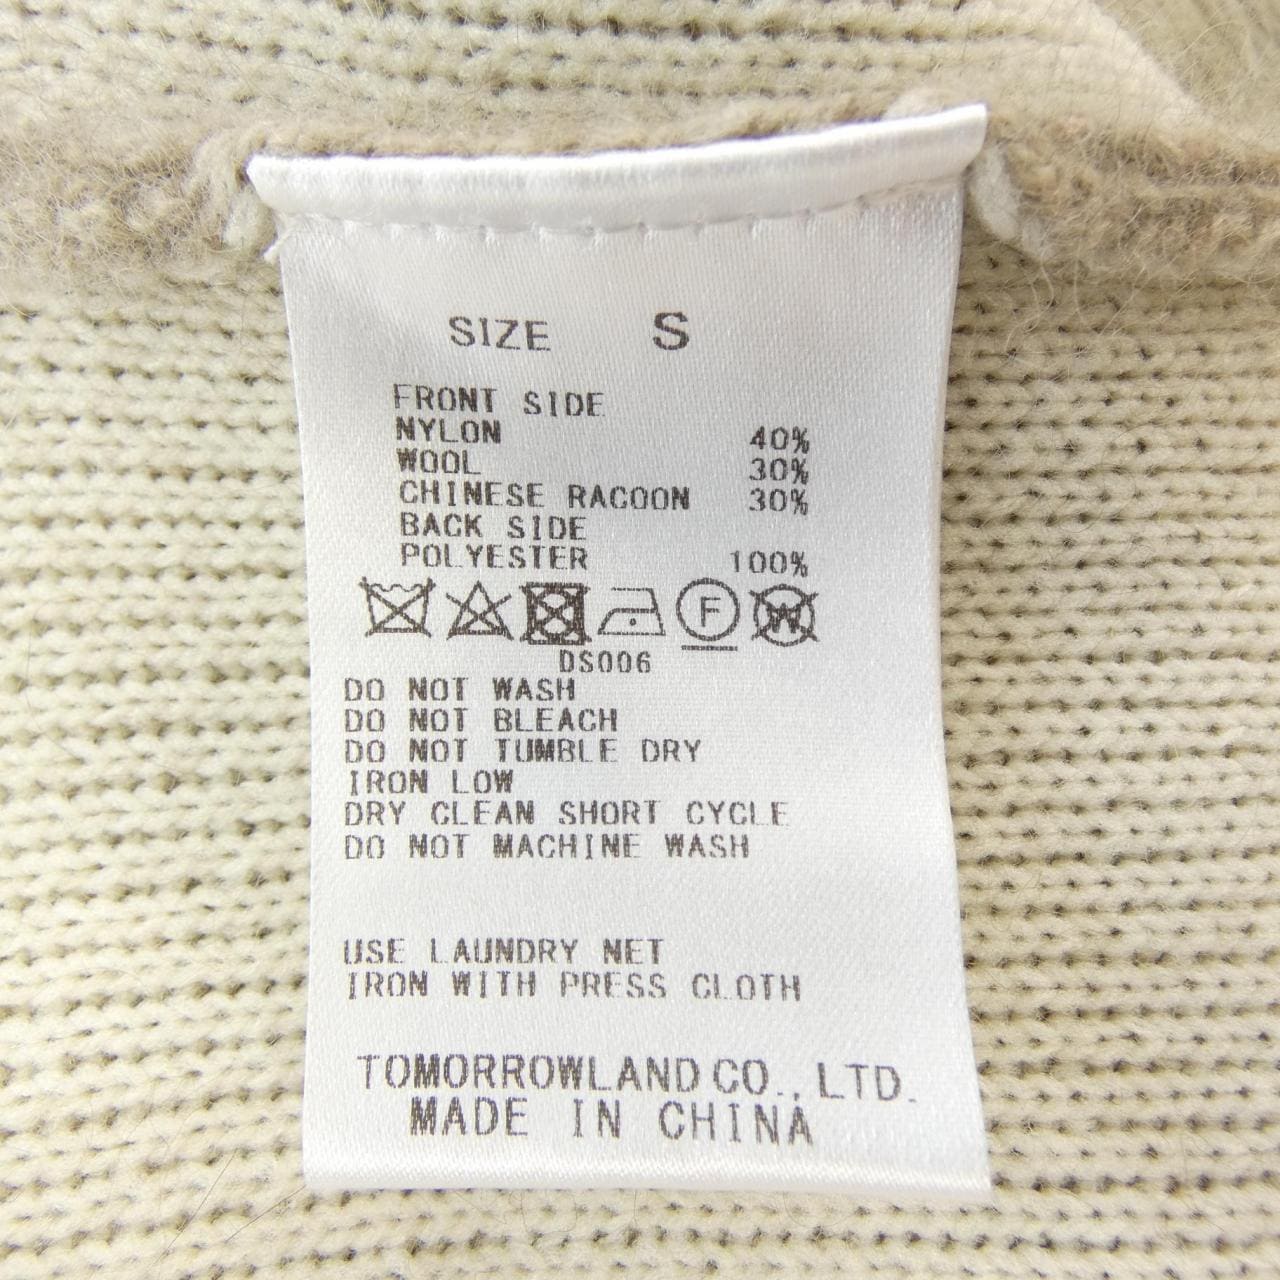 SIZE S
FRONT SIDE
NYLON 40%
WOOL 30%
CHINESE RACOON 30%
BACK SIDE
POLYESTER 100%
F W
DS006
DO NOT WASH
DO NOT BLEACH
DO NOT TUMBLE DRY
IRON LOW
DRY CLEAN SHORT CYCLE
DO NOT MACHINE WASH
USE LAUNDRY NET
IRON WITH PRESS CLOTH
TOMORROWLAND CO., LTD.
MADE IN CHINA